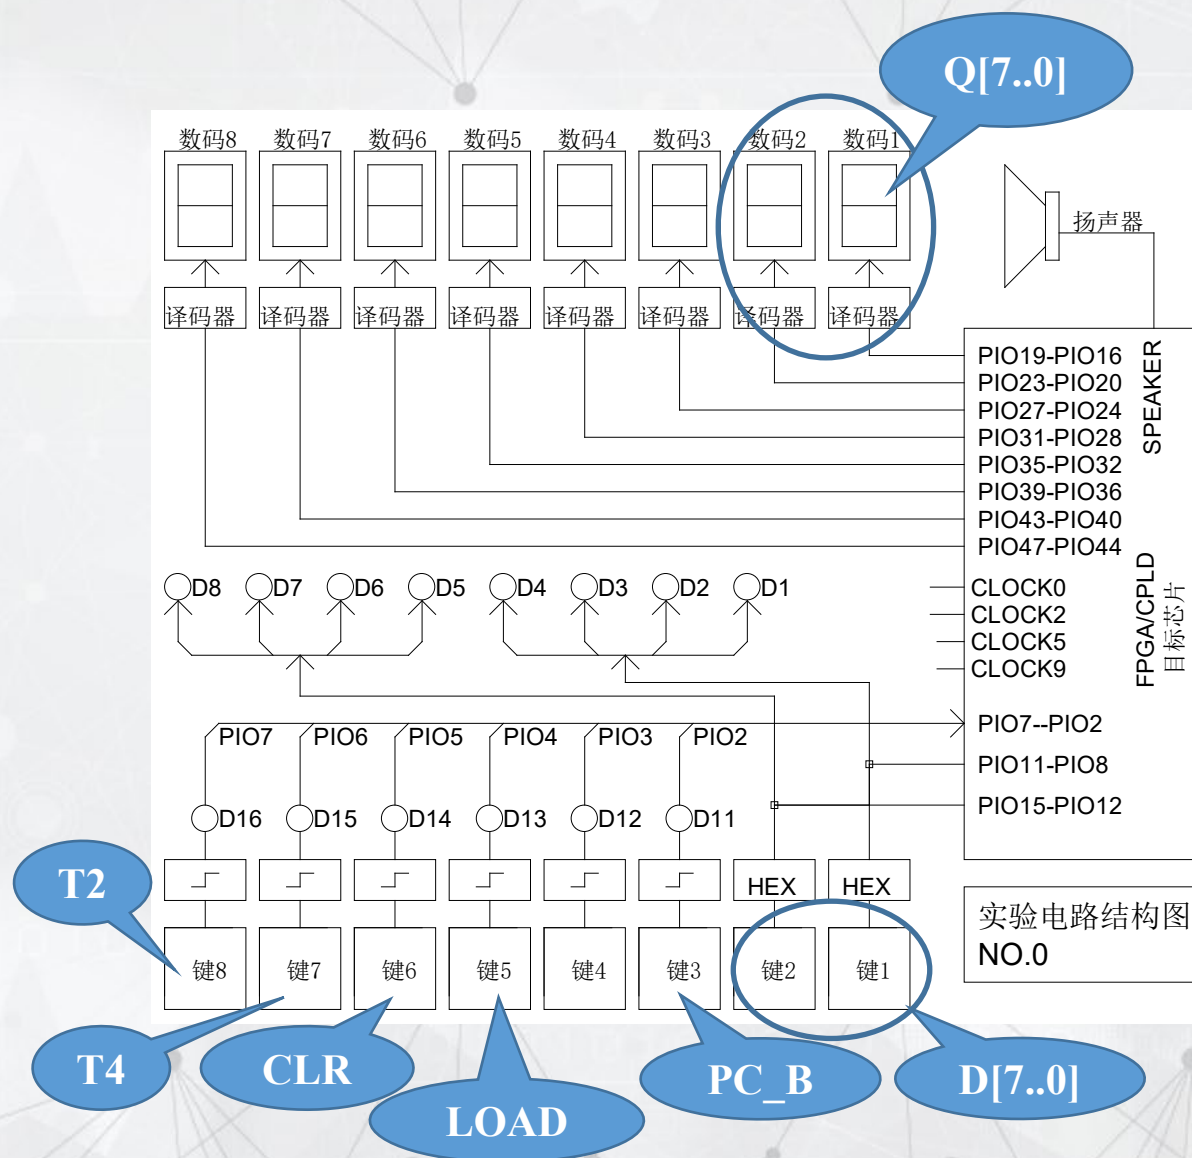 Q[7..0]
数码8 数码7 数码6 数码5 数码4 数码3 数码2 数码1
扬声器
译码器 译码器 译码器 译码器 译码器 译码器 译码器 译码器
SPEAKER
PIO19-PIO16
PIO23-PIO20
PIO27-PIO24
PIO31-PIO28
PIO35-PIO32
PIO39-PIO36
PIO43-PIO40
PIO47-PIO44
D8 D7 D6 D5 D4 D3 D2 D1
CLOCK0
CLOCK2
CLOCK5
CLOCK9
FPGA/CPLD
目标芯片
PIO7 PIO6 PIO5 PIO4 PIO3 PIO2
PIO7--PIO2
PIO11-PIO8
PIO15-PIO12
D16 D15 D14 D13 D12 D11
T2
HEX HEX
实验电路结构图
NO.0
键8 键7 键6 键5 键4 键3 键2 键1
T4
CLR
LOAD
PC_B
D[7..0]